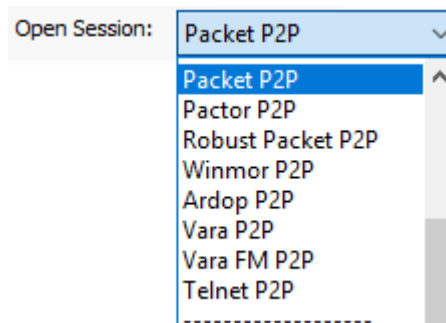 Open Session: Packet P2P
Packet P2P
Pactor P2P
Robust Packet P2P
Winmor P2P
Ardop P2P
Vara P2P
Vara FM P2P
Telnet P2P
-------------------